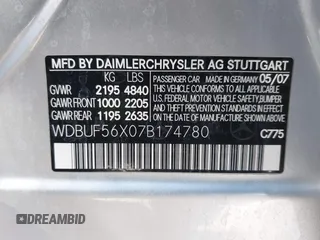 MFD BY DAIMLERCHRYSLER AG STUTTGART
KG LBS PASSENGER CAR MADE IN GERMANY 05/07
GVWR 2195 4840
GAWR FRONT 1000 2205
GAWR REAR 1195 2635
THIS VEHICLE CONFORMS TO ALL APPLICABLE
U.S. FEDERAL MOTOR VEHICLE SAFETY
BUMPER AND THEFT PREVENTION
STANDARDS IN EFFECT ON THE DATE
OF MANUFACTURE SHOWN ABOVE
WDBUF56X07B174780 C775
DREAMBID